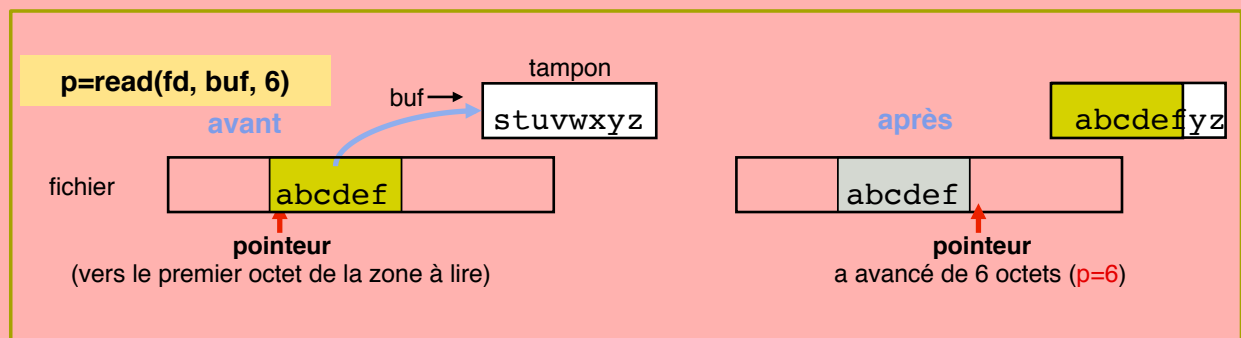 p=read(fd, buf, 6)
tampon
buf
avant
stuvwxyz
après
abcdefyz
fichier
abcdef
abcdef
pointeur
(vers le premier octet de la zone à lire)
pointeur
a avancé de 6 octets (p=6)